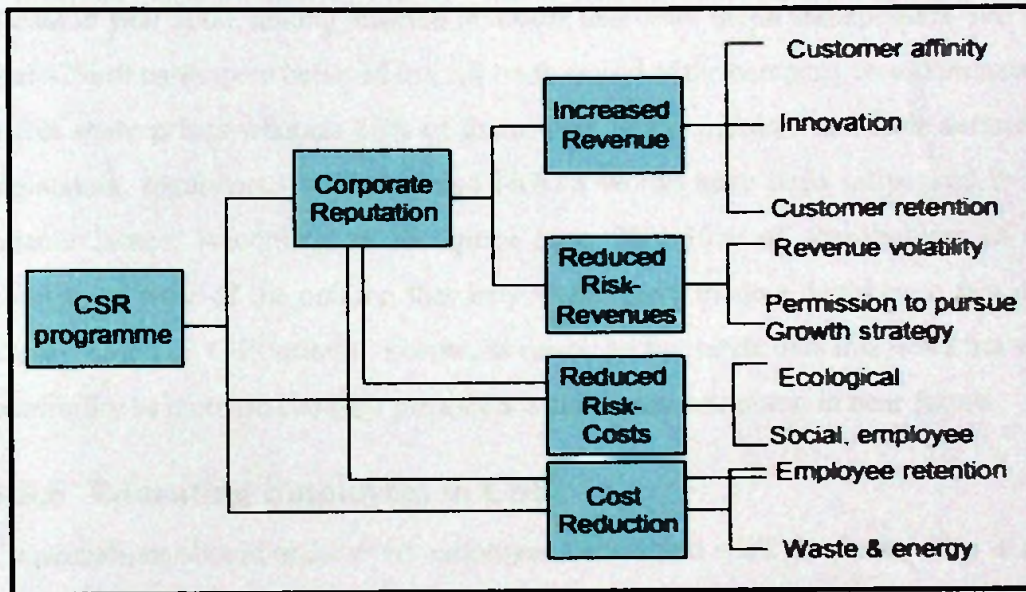 Customer affinity
Increased
Revenue
Innovation
Corporate
Reputation
Customer retention
Reduced
Risk-
Revenues
Revenue volatility
CSR
programme
Permission to pursue
Growth strategy
Reduced
Risk-
Costs
Ecological
Social, employee
Cost
Reduction
Employee retention
Waste & energy